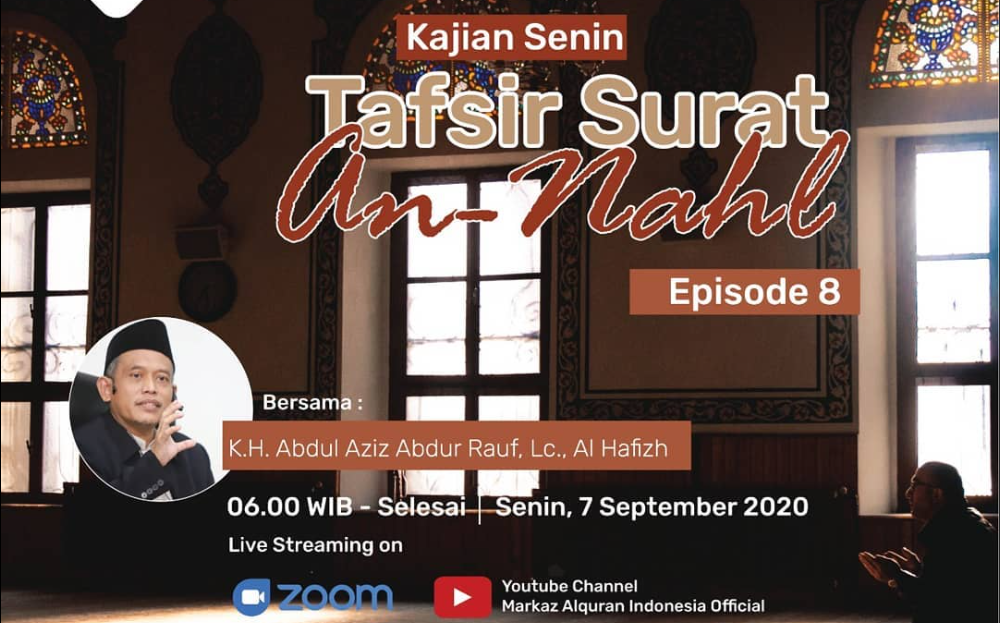 Kajian Senin
Tafsir Surat
An-Nahl
Episode 8
Bersama :
K.H. Abdul Aziz Abdur Rauf, Lc., Al Hafizh
06.00 WIB - Selesai | Senin, 7 September 2020
Live Streaming on
zoom
Youtube Channel
Markaz Alquran Indonesia Official